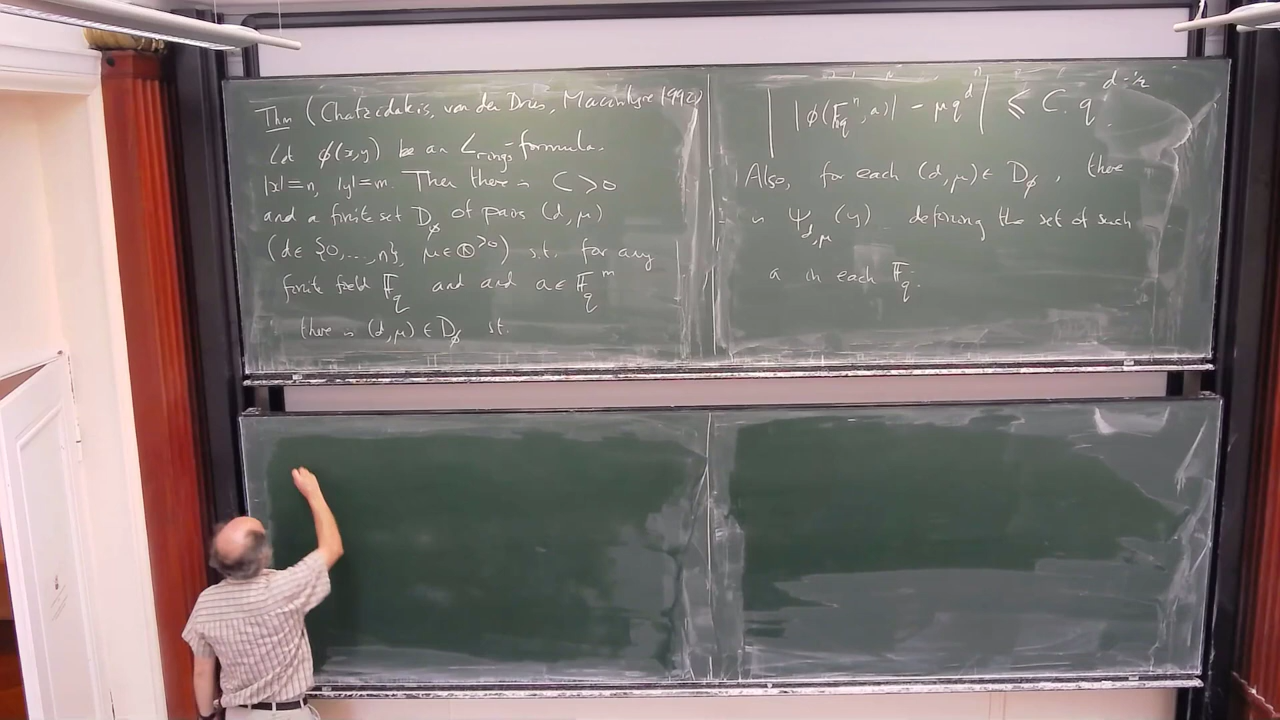 Thm (Chatzidakis, van den Dries, Macintyre 1992)
Let ϕ(x,y) be an L_rings-formula.
|x|=n, |y|=m. Then there is C>0
and a finite set D_ϕ of pairs (d,μ)
(d∈{0,...,n}, μ∈ℚ^{>0}) s.t. for any
finite field 𝔽_q and and a∈𝔽_q^m
there is (d,μ)∈D_ϕ st.
| |ϕ(𝔽_q^n,a)| - μq^d | ⩽ C.q^{d-1/2}
Also, for each (d,μ)∈D_ϕ, there
is ψ_{d,μ}(y) defining the set of such
a in each 𝔽_q.